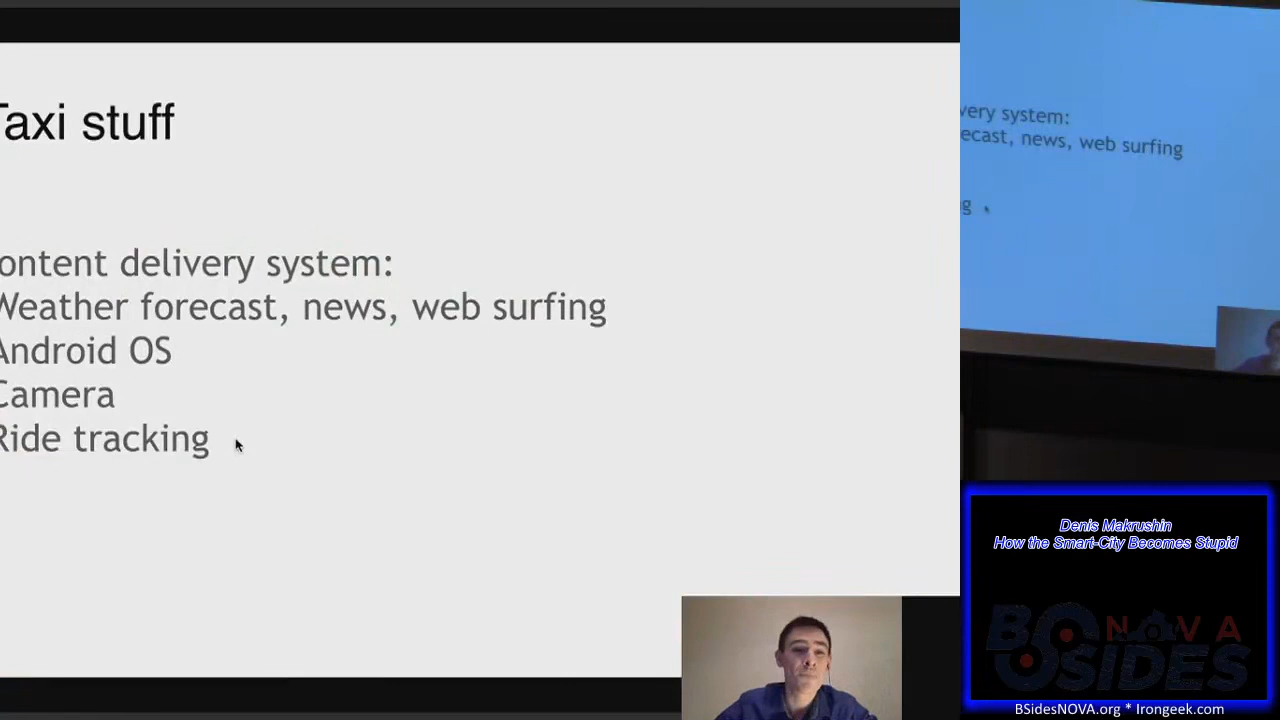 Taxi stuff
ontent delivery system:
Weather forecast, news, web surfing
Android OS
Camera
Ride tracking
very system:
ecast, news, web surfing
g
Denis Makrushin
How the Smart-City Becomes Stupid
BSIDES
NOVA
BSidesNOVA.org * Irongeek.com